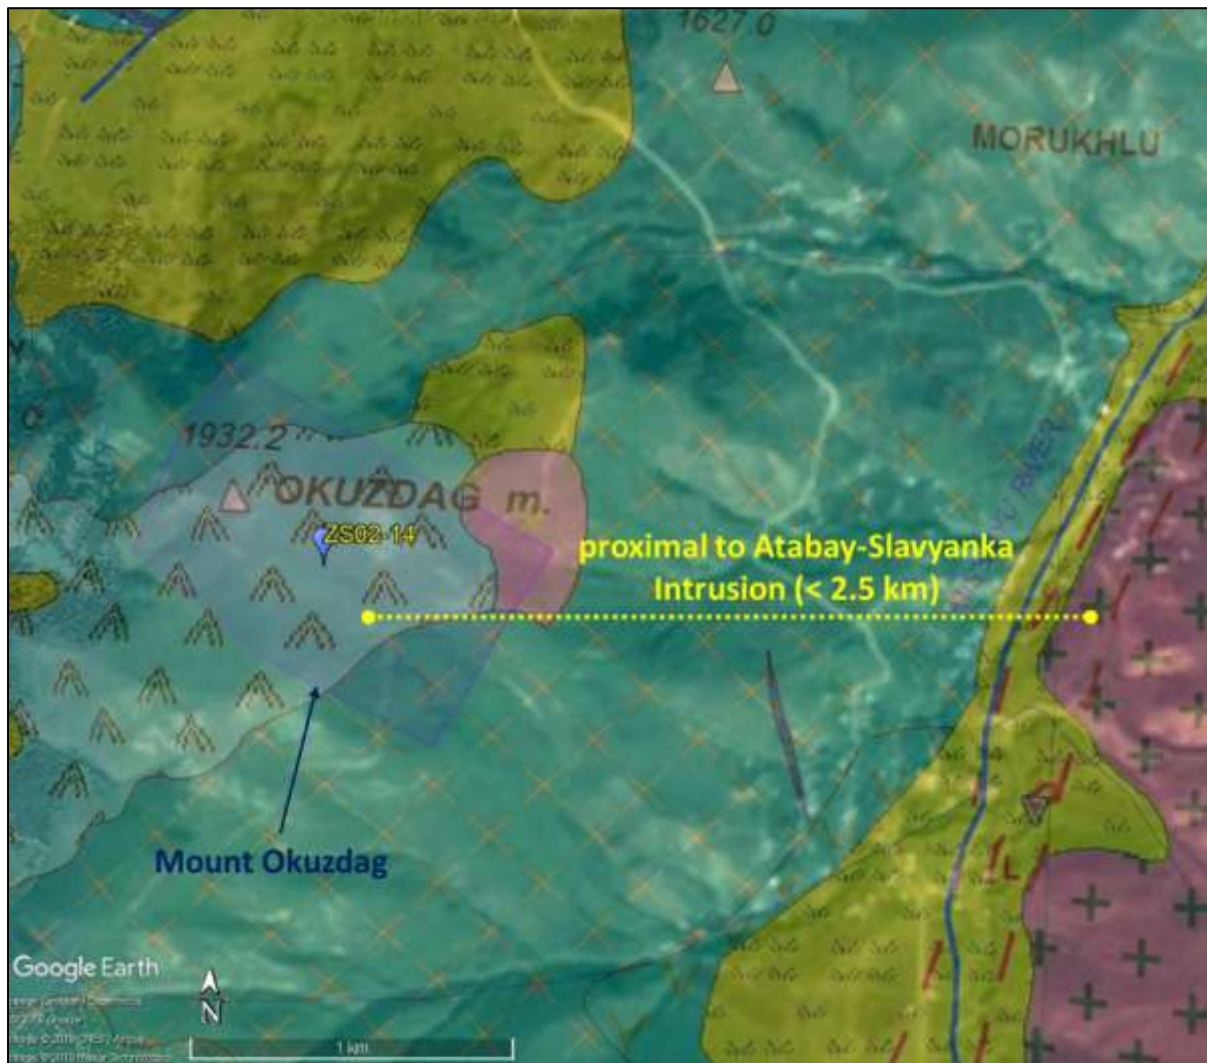 1627.0
MORUKHLU
1932.2
OKUZDAG m.
ZS02-14
RIVER
proximal to Atabay-Slavyanka
Intrusion (< 2.5 km)
Mount Okuzdag
L
Google Earth
N
1 km